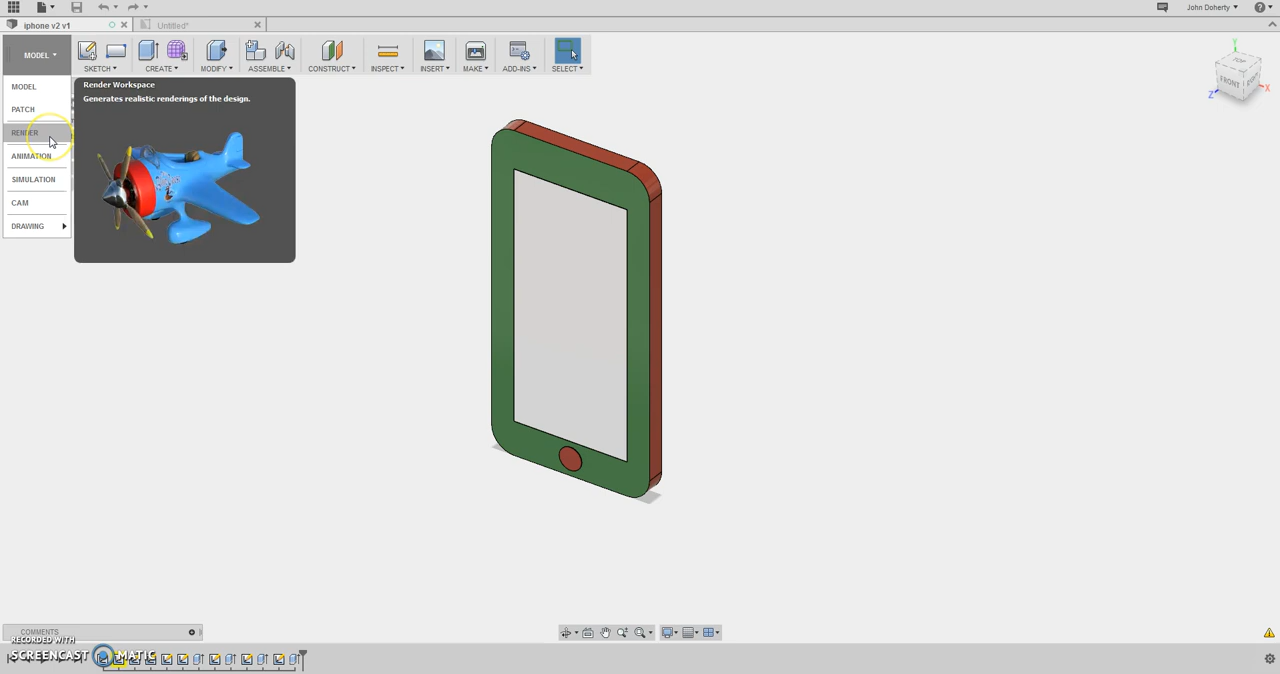 John Doherty
iphone v2 v1
Untitled*
MODEL
SKETCH
CREATE
MODIFY
ASSEMBLE
CONSTRUCT
INSPECT
INSERT
MAKE
ADD-INS
SELECT
MODEL
PATCH
RENDER
ANIMATION
SIMULATION
CAM
DRAWING
Render Workspace
Generates realistic renderings of the design.
TOP
FRONT
RIGHT
Y
Z
X
COMMENTS
RECORDED WITH
SCREENCAST MATIC